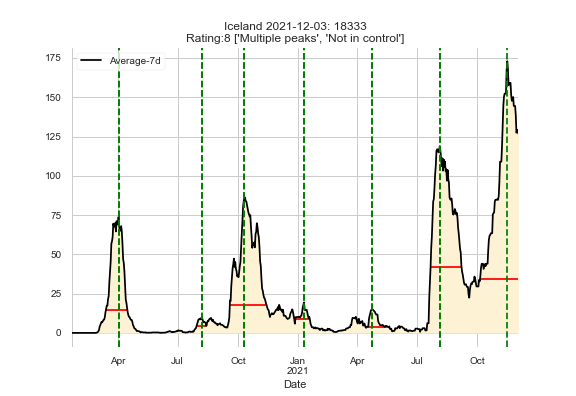 Iceland 2021-12-03: 18333
Rating:8 ['Multiple peaks', 'Not in control']
Average-7d
175
150
125
100
75
50
25
0
Apr Jul Oct Jan Apr Jul Oct
2021
Date